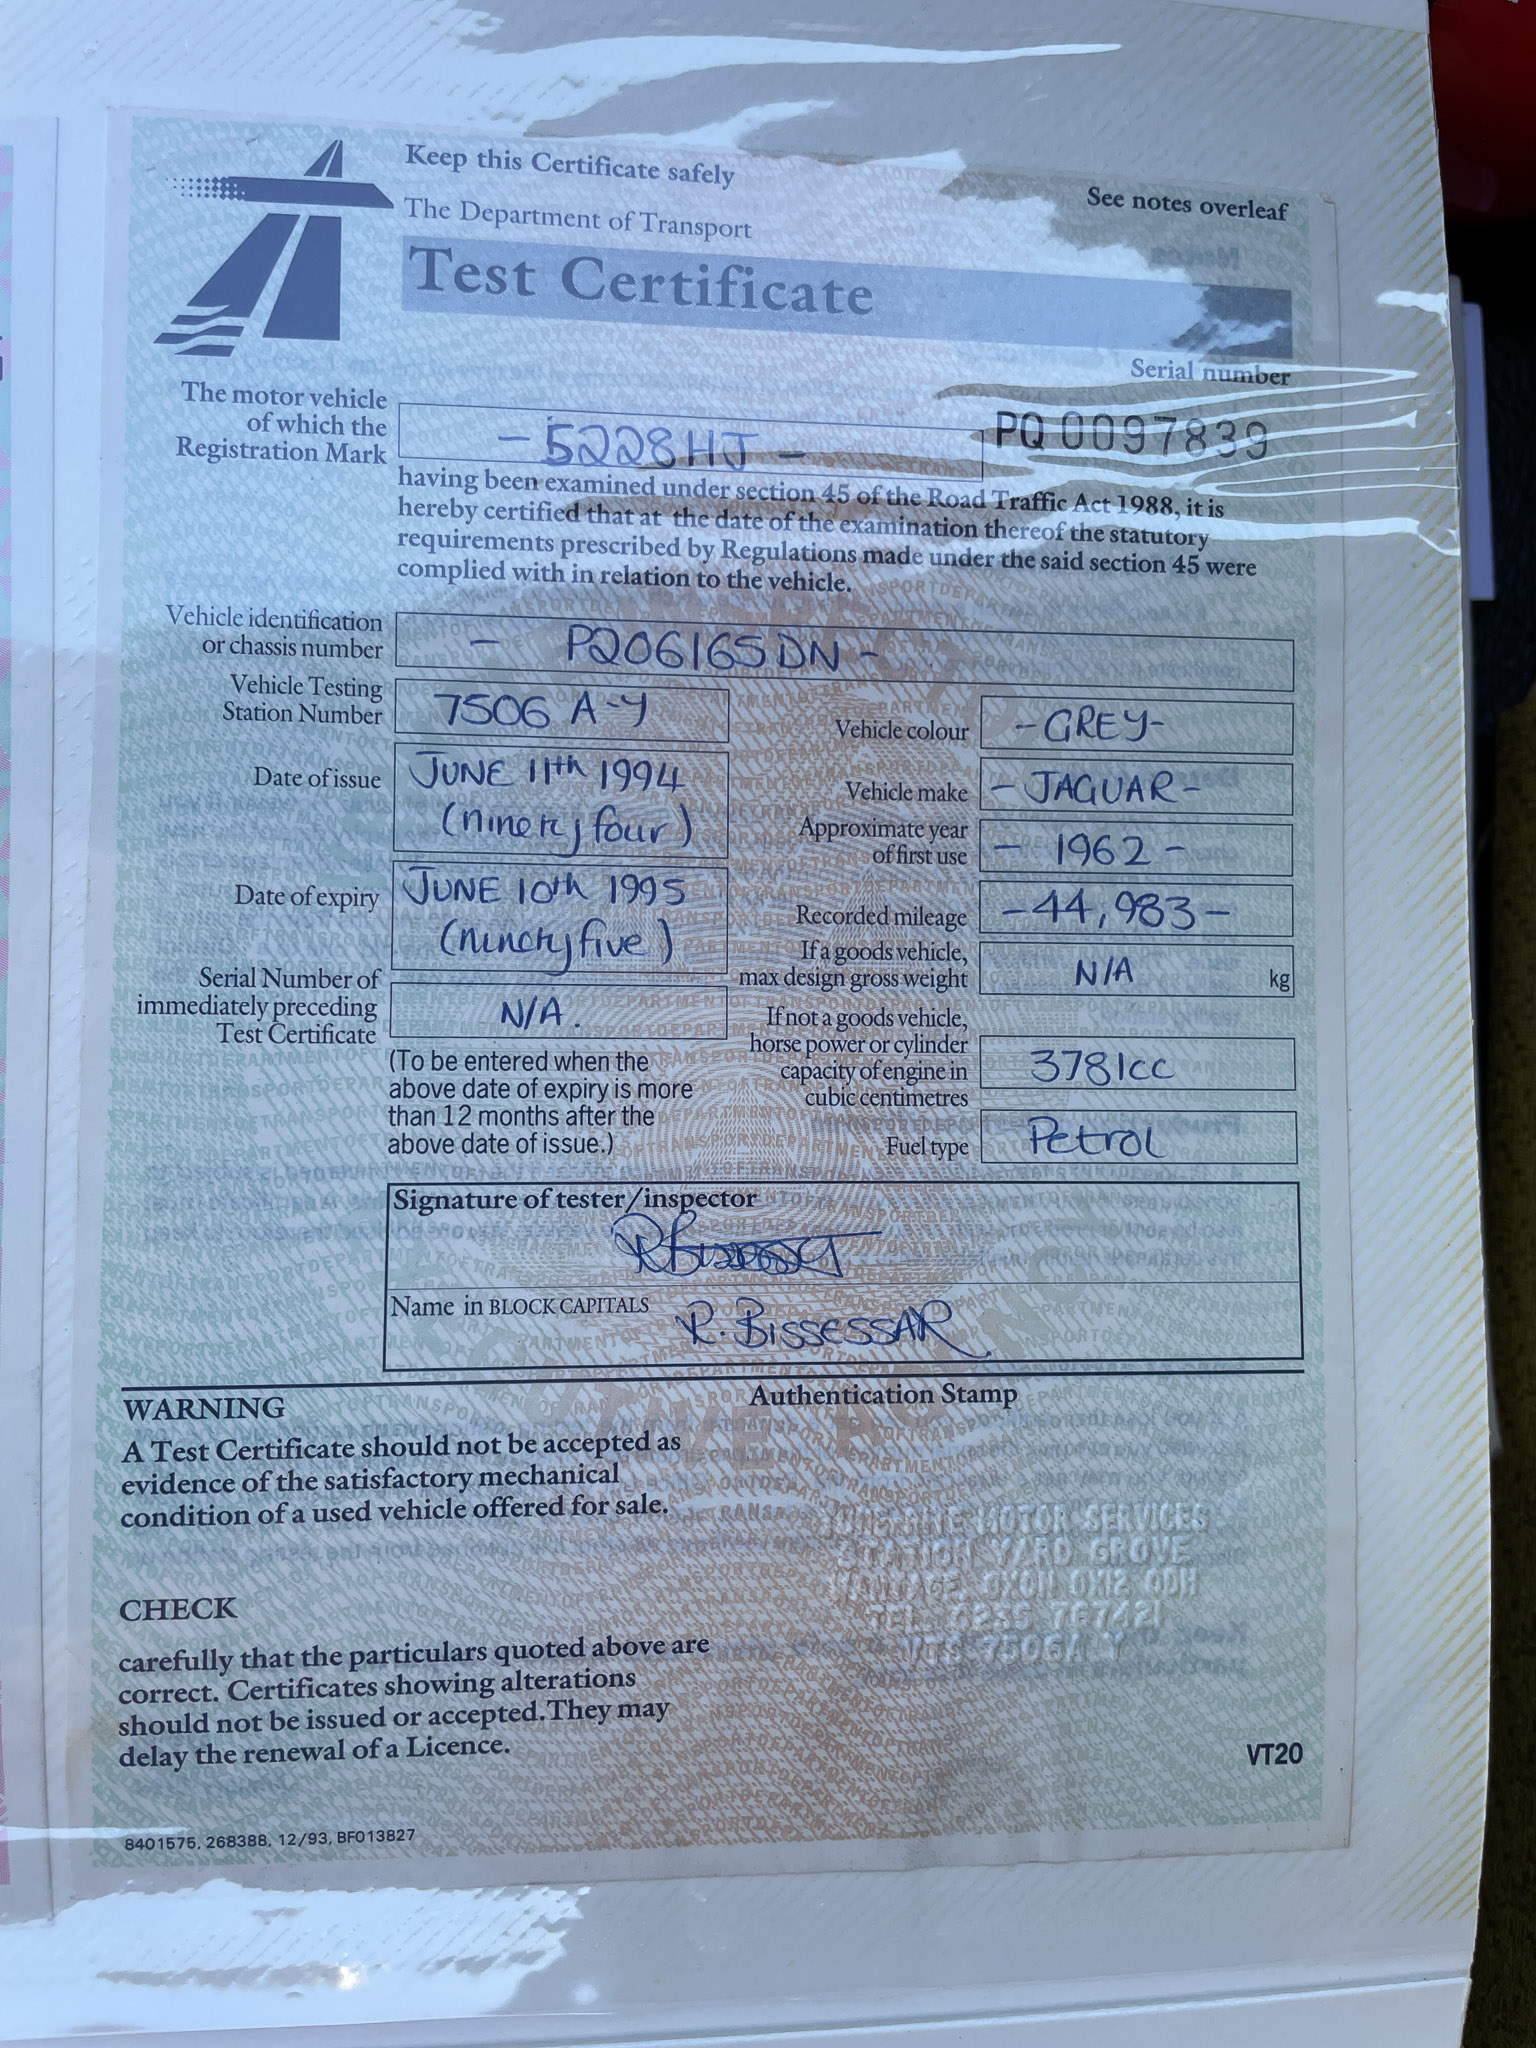 Keep this Certificate safely
See notes overleaf
The Department of Transport
Test Certificate
Serial number
PQ 0097839
The motor vehicle
of which the
Registration Mark
- 5228HJ -
having been examined under section 45 of the Road Traffic Act 1988, it is
hereby certified that at the date of the examination thereof the statutory
requirements prescribed by Regulations made under the said section 45 were
complied with in relation to the vehicle.
Vehicle identification
or chassis number
- PQ06165DN -
Vehicle Testing
Station Number
7506 A-Y
Vehicle colour
-GREY-
Date of issue
JUNE 11th 1994
(ninety four)
Vehicle make
-JAGUAR-
Approximate year
of first use
- 1962 -
Date of expiry
JUNE 10th 1995
(ninety five)
Recorded mileage
-44,983-
If a goods vehicle,
max design gross weight
N/A
kg
Serial Number of
immediately preceding
Test Certificate
N/A.
(To be entered when the
above date of expiry is more
than 12 months after the
above date of issue.)
If not a goods vehicle,
horse power or cylinder
capacity of engine in
cubic centimetres
3781cc
Fuel type
Petrol
Signature of tester/inspector
Name in BLOCK CAPITALS
R. BISSESSAR
WARNING
A Test Certificate should not be accepted as
evidence of the satisfactory mechanical
condition of a used vehicle offered for sale.
Authentication Stamp
MOTOR SERVICES
STATION YARD GROVE
WANTAGE OXON OX12 0DH
TEL 0235 767421
VTS 7506A Y
CHECK
carefully that the particulars quoted above are
correct. Certificates showing alterations
should not be issued or accepted. They may
delay the renewal of a Licence.
VT20
8401575, 268388, 12/93, BF013827